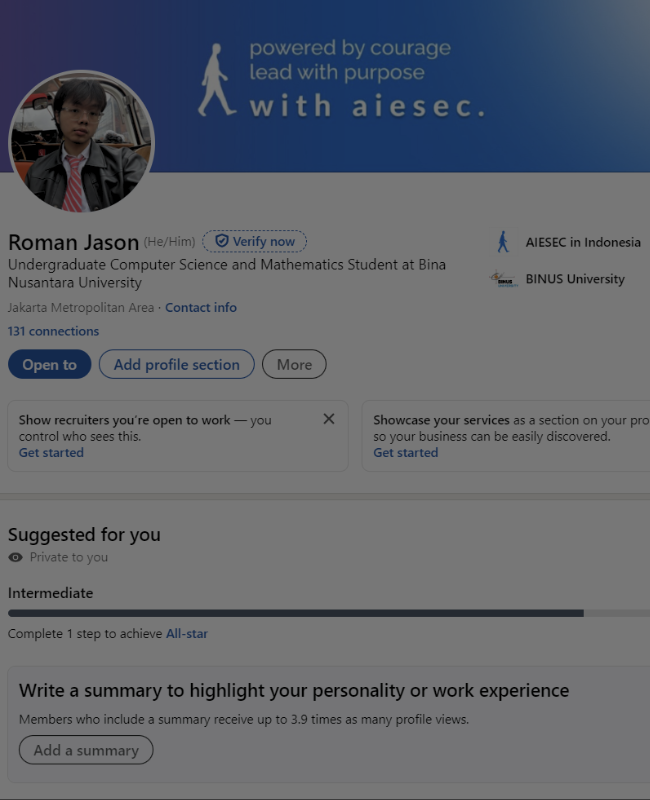 powered by courage
lead with purpose
with aiesec.
Roman Jason (He/Him) Verify now
Undergraduate Computer Science and Mathematics Student at Bina
Nusantara University
Jakarta Metropolitan Area · Contact info
131 connections
AIESEC in Indonesia
BINUS University
Open to Add profile section More
Show recruiters you're open to work — you
control who sees this.
Get started
Showcase your services as a section on your pro
so your business can be easily discovered.
Get started
Suggested for you
Private to you
Intermediate
Complete 1 step to achieve All-star
Write a summary to highlight your personality or work experience
Members who include a summary receive up to 3.9 times as many profile views.
Add a summary